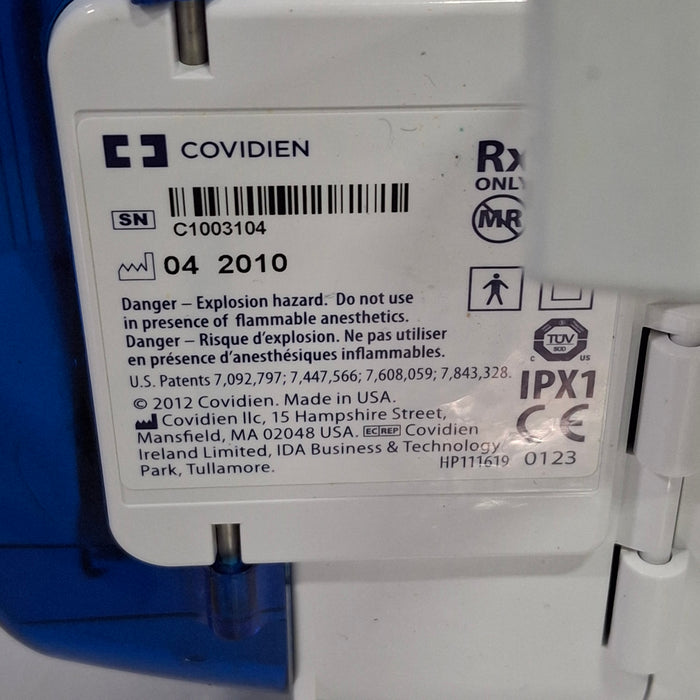 COVIDIEN
Rx
ONLY
SN
C1003104
MR
04 2010
Danger – Explosion hazard. Do not use
in presence of flammable anesthetics.
Danger – Risque d'explosion. Ne pas utiliser
en présence d'anesthésiques inflammables.
U.S. Patents 7,092,797; 7,447,566; 7,608,059; 7,843,328.
© 2012 Covidien. Made in USA.
Covidien llc, 15 Hampshire Street,
Mansfield, MA 02048 USA. EC REP Covidien
Ireland Limited, IDA Business & Technology
Park, Tullamore.
HP111619
TÜV
SÜD
C US
IPX1
CE
0123